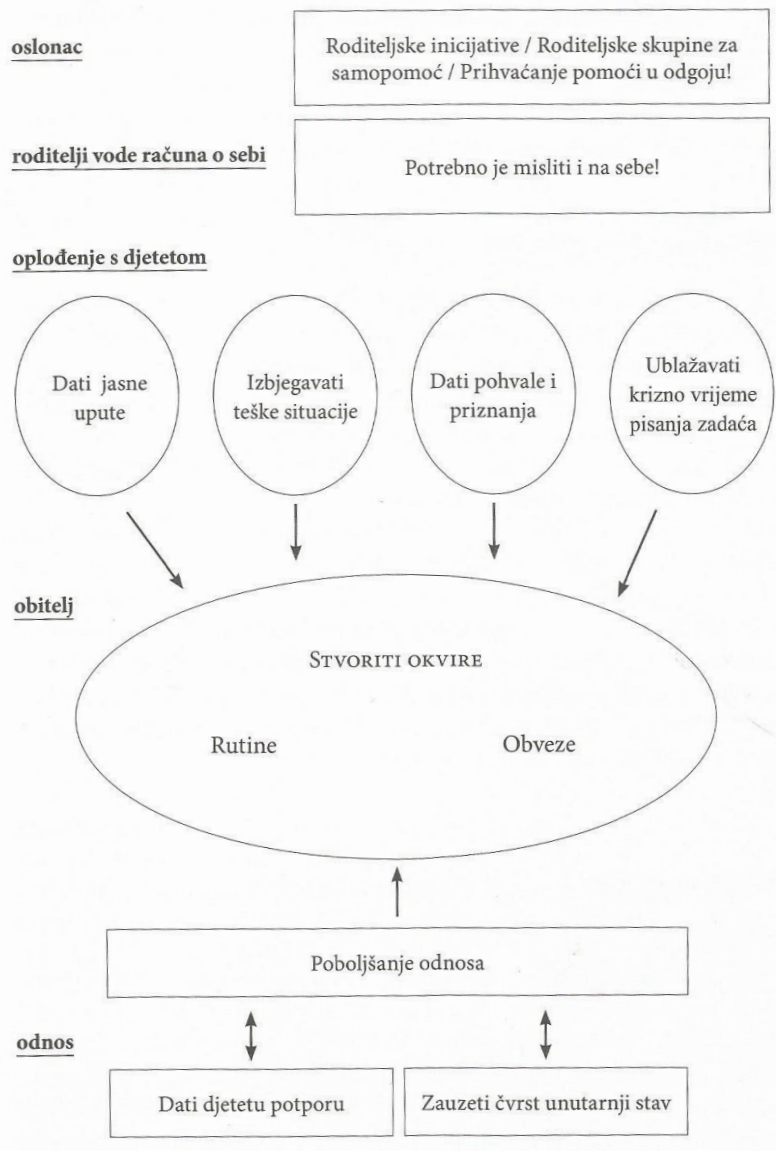 oslonac
Roditeljske inicijative / Roditeljske skupine za
samopomoć / Prihvaćanje pomoći u odgoju!
roditelji vode računa o sebi
Potrebno je misliti i na sebe!
oplođenje s djetetom
Dati jasne
upute
Izbjegavati
teške situacije
Dati pohvale i
priznanja
Ublažavati
krizno vrijeme
pisanja zadaća
obitelj
STVORITI OKVIRE
Rutine
Obveze
Poboljšanje odnosa
odnos
Dati djetetu potporu
Zauzeti čvrst unutarnji stav